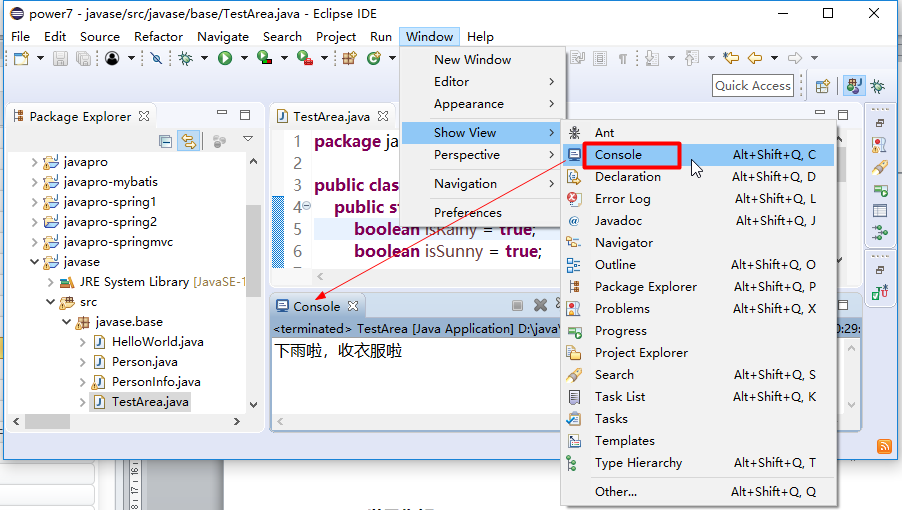 power7 - javase/src/javase/base/TestArea.java - Eclipse IDE
File Edit Source Refactor Navigate Search Project Run Window Help
Quick Access
Package Explorer
javapro
javapro-mybatis
javapro-spring1
javapro-spring2
javapro-springmvc
javase
JRE System Library [JavaSE-1
src
javase.base
HelloWorld.java
Person.java
PersonInfo.java
TestArea.java
TestArea.java
1 package ja
2
3 public clas
4 public st
5 boolean isRainy = true;
6 boolean isSunny = true;
7
Console
<terminated> TestArea [Java Application] D:\java\
0:29:
下雨啦，收衣服啦
New Window
Editor
Appearance
Show View
Perspective
Navigation
Preferences
Ant
Console Alt+Shift+Q, C
Declaration Alt+Shift+Q, D
Error Log Alt+Shift+Q, L
Javadoc Alt+Shift+Q, J
Navigator
Outline Alt+Shift+Q, O
Package Explorer Alt+Shift+Q, P
Problems Alt+Shift+Q, X
Progress
Project Explorer
Search Alt+Shift+Q, S
Task List Alt+Shift+Q, K
Tasks
Templates
Type Hierarchy Alt+Shift+Q, T
Other... Alt+Shift+Q, Q